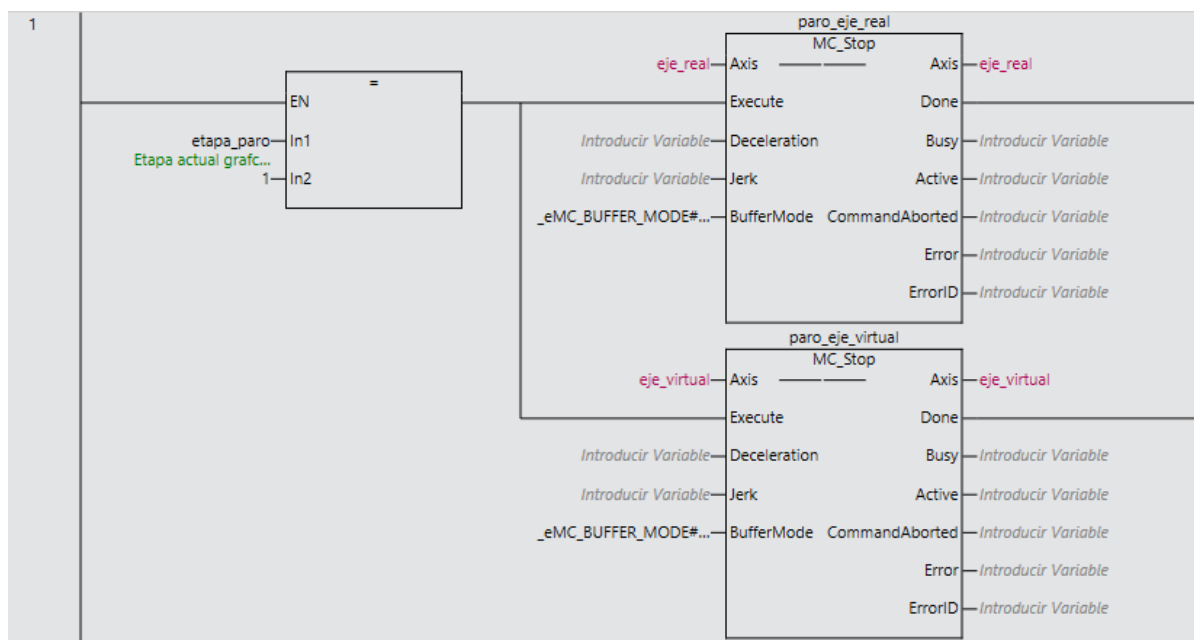 1
paro_eje_real
MC_Stop
eje_real Axis Axis eje_real
=
EN
Execute Done
etapa_paro In1
Introducir Variable Deceleration Busy Introducir Variable
Etapa actual grafc...
1 In2
Introducir Variable Jerk Active Introducir Variable
_eMC_BUFFER_MODE#... BufferMode CommandAborted Introducir Variable
Error Introducir Variable
ErrorID Introducir Variable
paro_eje_virtual
MC_Stop
eje_virtual Axis Axis eje_virtual
Execute Done
Introducir Variable Deceleration Busy Introducir Variable
Introducir Variable Jerk Active Introducir Variable
_eMC_BUFFER_MODE#... BufferMode CommandAborted Introducir Variable
Error Introducir Variable
ErrorID Introducir Variable